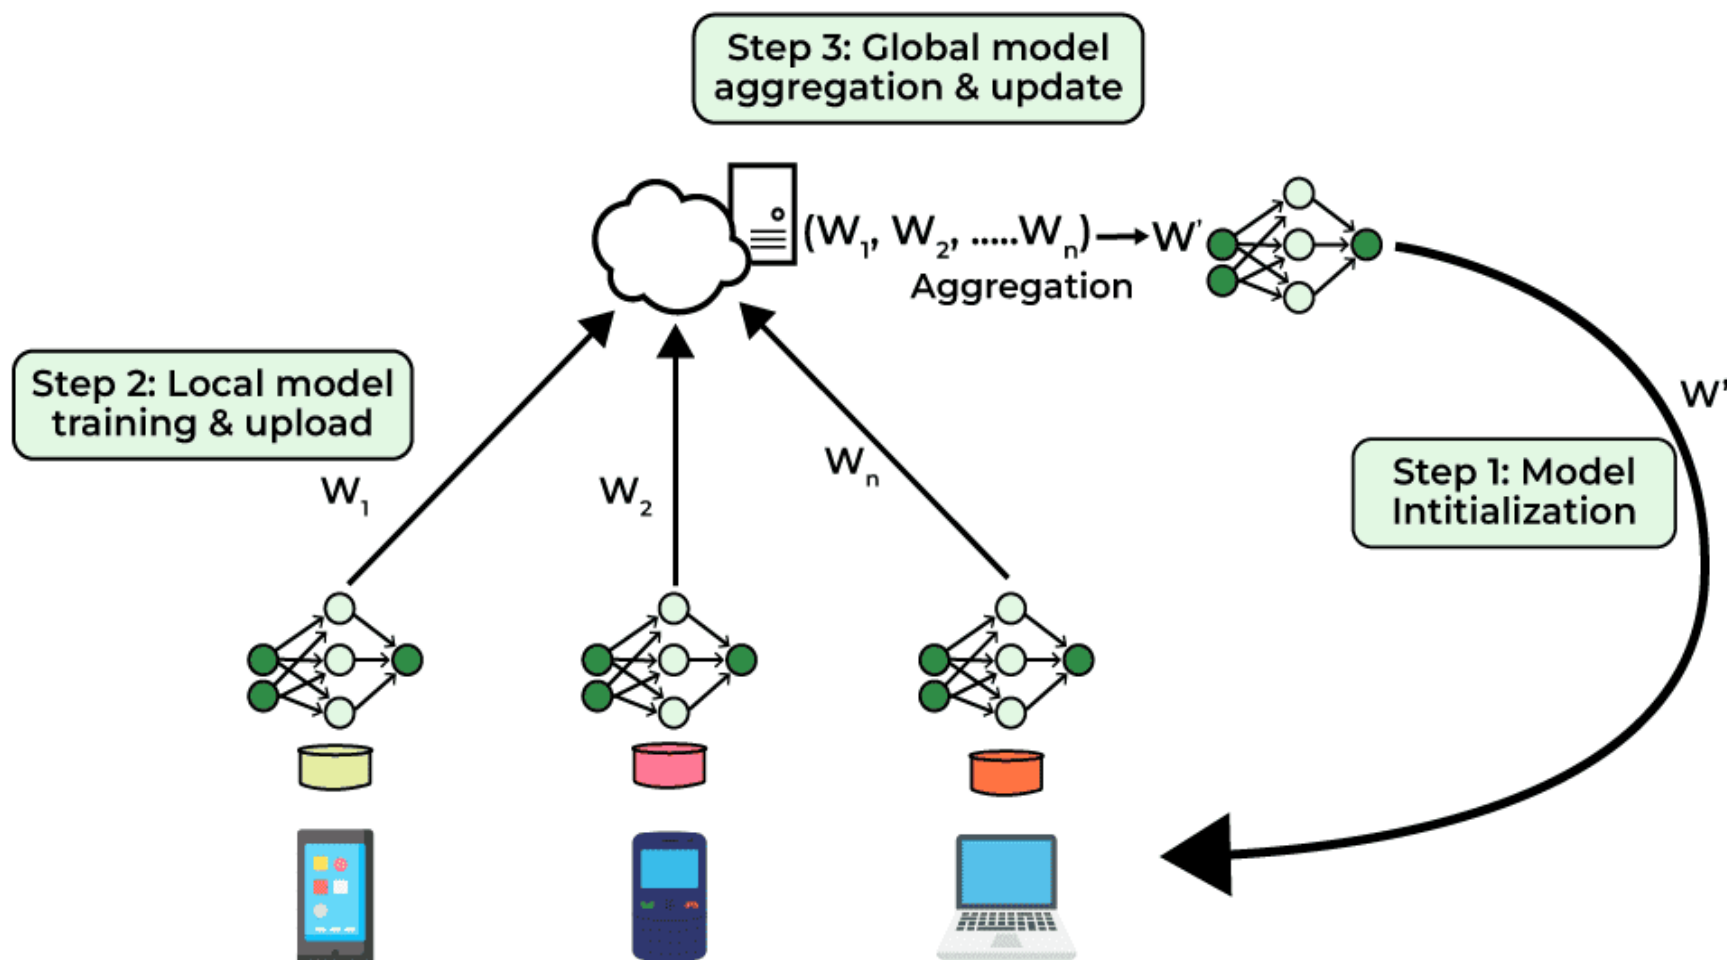 Step 3: Global model
aggregation & update
(W₁, W₂, .....Wₙ) W'
Aggregation
Step 2: Local model
training & upload
W₁
W₂
Wₙ
W'
Step 1: Model
Intitialization